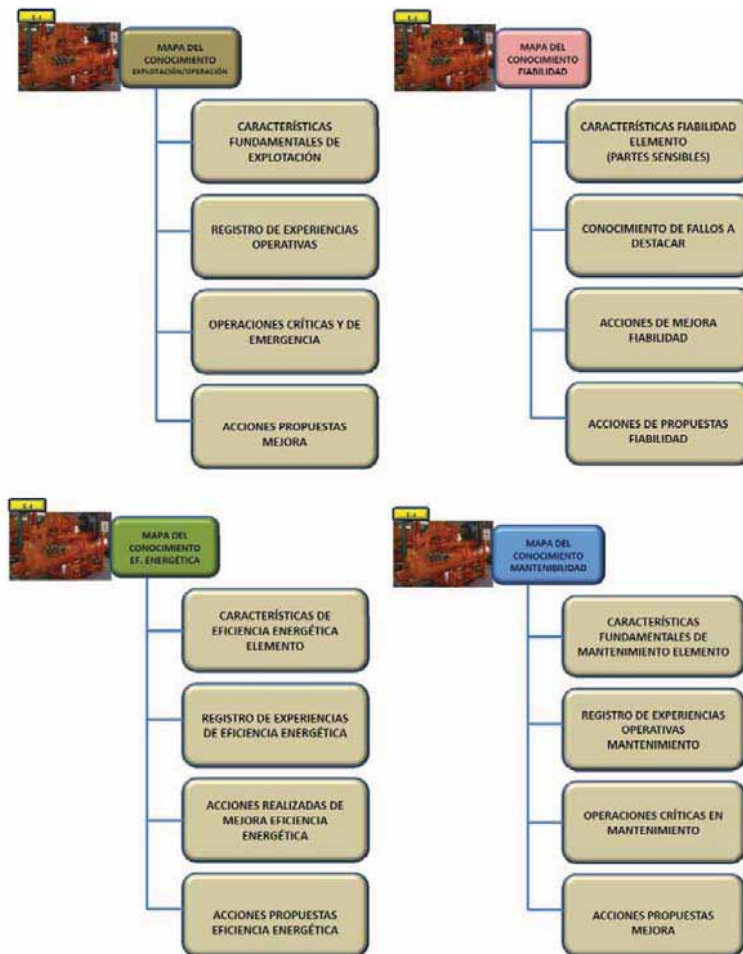 MAPA DEL
CONOCIMIENTO
EXPLOTACIÓN/OPERACIÓN
CARACTERÍSTICAS
FUNDAMENTALES DE
EXPLOTACIÓN
REGISTRO DE EXPERIENCIAS
OPERATIVAS
OPERACIONES CRÍTICAS Y DE
EMERGENCIA
ACCIONES PROPUESTAS
MEJORA
MAPA DEL
CONOCIMIENTO
FIABILIDAD
CARACTERÍSTICAS FIABILIDAD
ELEMENTO
(PARTES SENSIBLES)
CONOCIMIENTO DE FALLOS A
DESTACAR
ACCIONES DE MEJORA
FIABILIDAD
ACCIONES DE PROPUESTAS
FIABILIDAD
MAPA DEL
CONOCIMIENTO
EF. ENERGÉTICA
CARACTERÍSTICAS DE
EFICIENCIA ENERGÉTICA
ELEMENTO
REGISTRO DE EXPERIENCIAS
DE EFICIENCIA ENERGÉTICA
ACCIONES REALIZADAS DE
MEJORA EFICIENCIA
ENERGÉTICA
ACCIONES PROPUESTAS
EFICIENCIA ENERGÉTICA
MAPA DEL
CONOCIMIENTO
MANTENIBILIDAD
CARACTERÍSTICAS
FUNDAMENTALES DE
MANTENIMIENTO ELEMENTO
REGISTRO DE EXPERIENCIAS
OPERATIVAS
MANTENIMIENTO
OPERACIONES CRÍTICAS EN
MANTENIMIENTO
ACCIONES PROPUESTAS
MEJORA